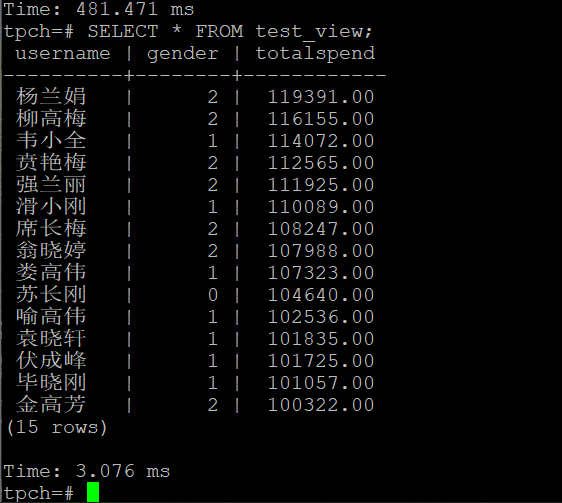 Time: 481.471 ms
tpch=# SELECT * FROM test_view;
 username | gender | totalspend
----------+--------+------------
 杨兰娟   |      2 |  119391.00
 柳高梅   |      2 |  116155.00
 韦小全   |      1 |  114072.00
 贲艳梅   |      2 |  112565.00
 强兰丽   |      2 |  111925.00
 滑小刚   |      1 |  110089.00
 席长梅   |      2 |  108247.00
 翁晓婷   |      2 |  107988.00
 娄高伟   |      1 |  107323.00
 苏长刚   |      0 |  104640.00
 喻高伟   |      1 |  102536.00
 袁晓轩   |      1 |  101835.00
 伏成峰   |      1 |  101725.00
 毕晓刚   |      1 |  101057.00
 金高芳   |      2 |  100322.00
(15 rows)
Time: 3.076 ms
tpch=#